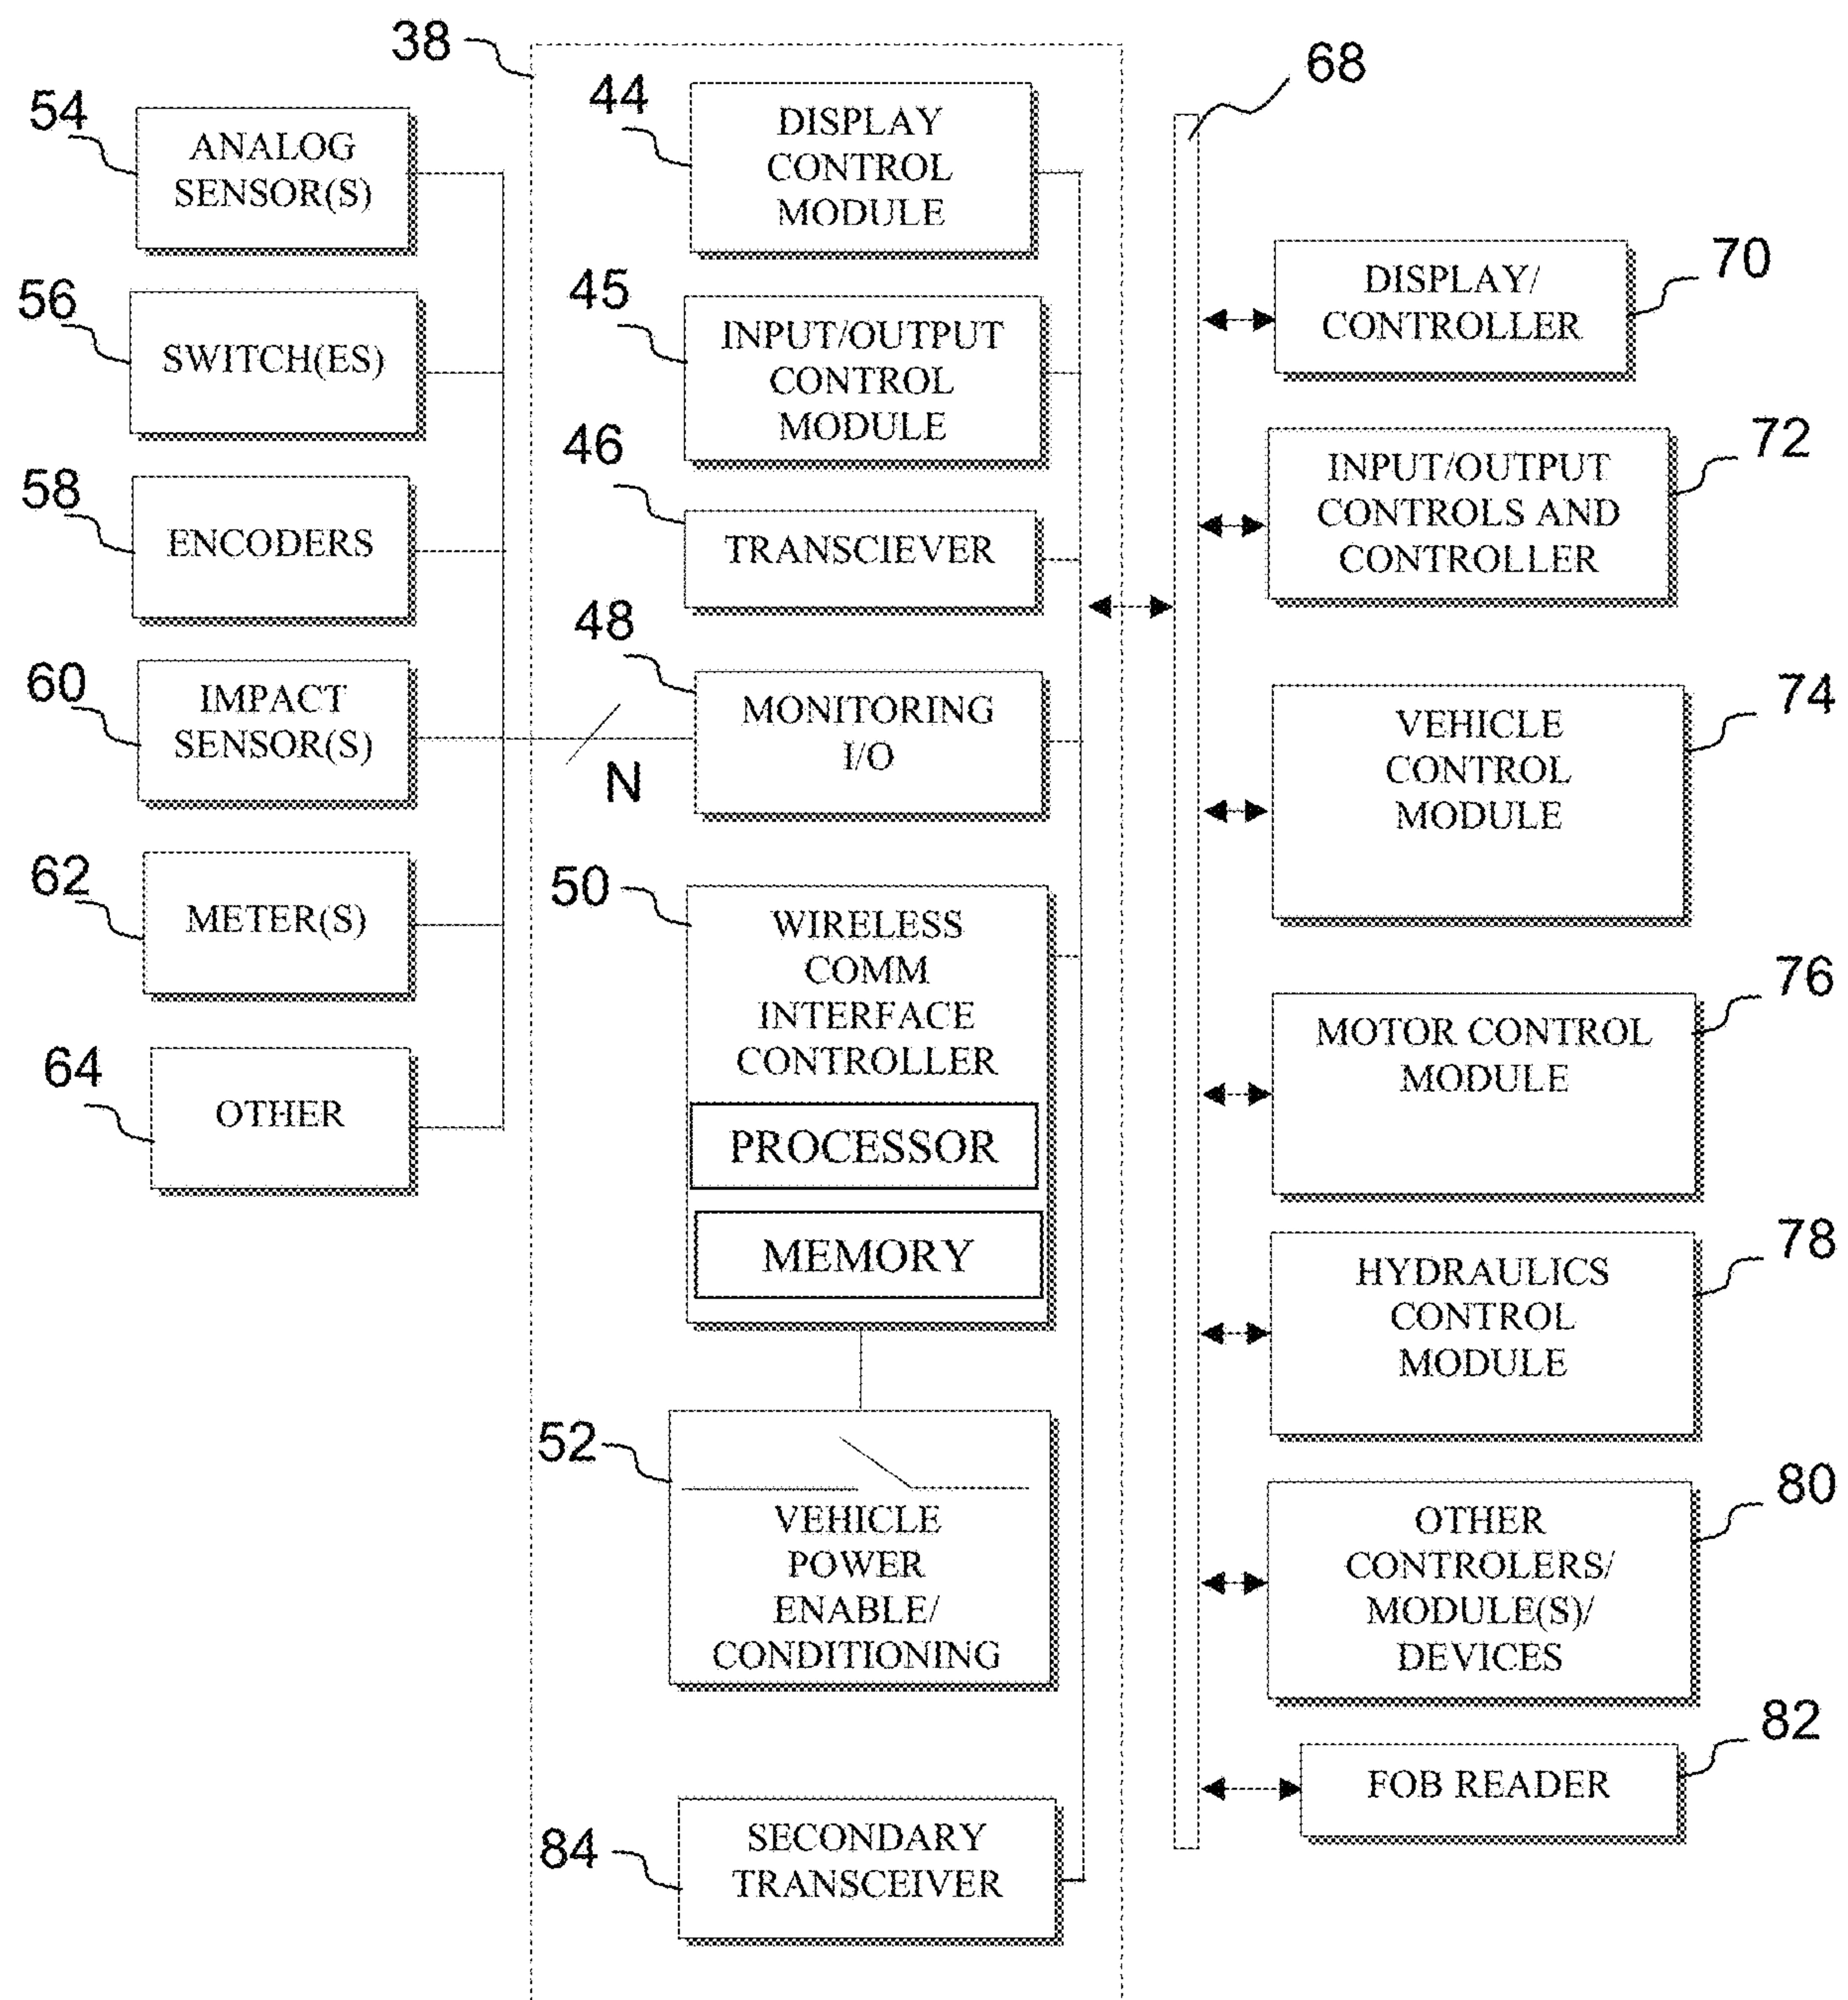 38
54
ANALOG
SENSOR(S)
56
SWITCH(ES)
58
ENCODERS
60
IMPACT
SENSOR(S)
62
METER(S)
64
OTHER
44
DISPLAY
CONTROL
MODULE
45
INPUT/OUTPUT
CONTROL
MODULE
46
TRANSCIEVER
48
MONITORING
I/O
N
50
WIRELESS
COMM
INTERFACE
CONTROLLER
PROCESSOR
MEMORY
52
VEHICLE
POWER
ENABLE/
CONDITIONING
84
SECONDARY
TRANSCEIVER
68
70
DISPLAY/
CONTROLLER
72
INPUT/OUTPUT
CONTROLS AND
CONTROLLER
74
VEHICLE
CONTROL
MODULE
76
MOTOR CONTROL
MODULE
78
HYDRAULICS
CONTROL
MODULE
80
OTHER
CONTROLERS/
MODULE(S)/
DEVICES
82
FOB READER